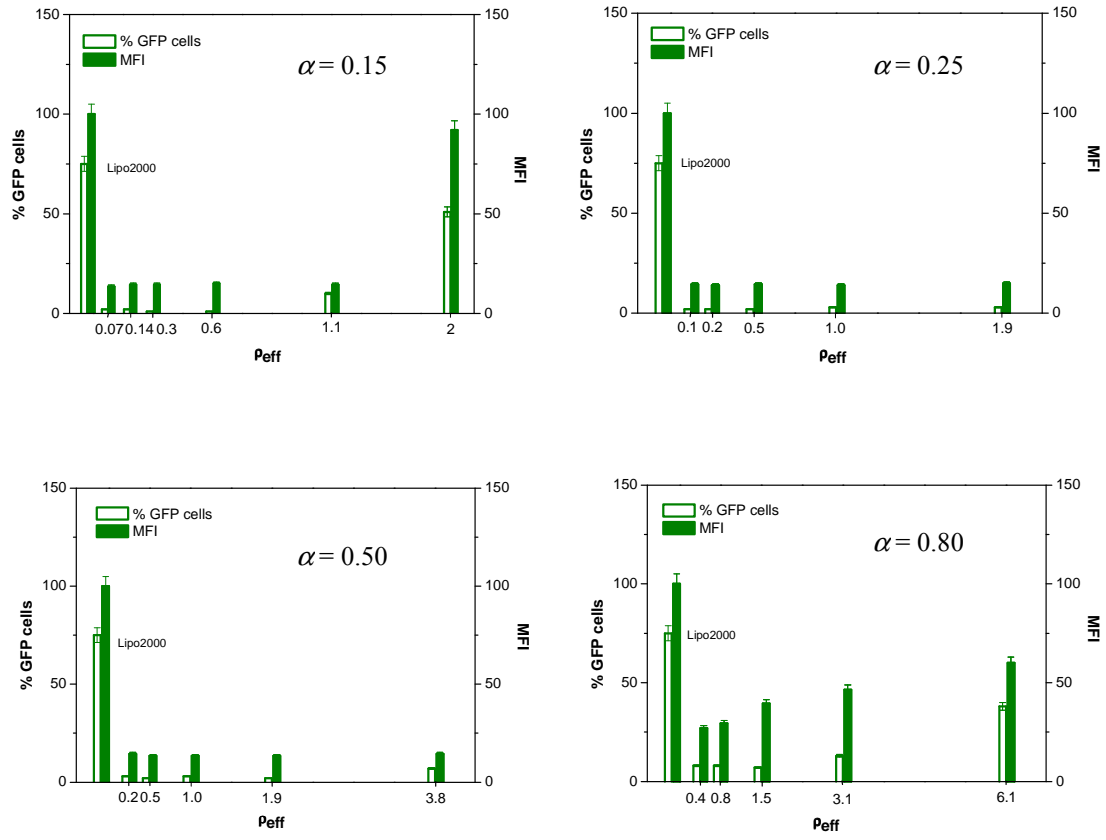 150
150
% GFP cells
MFI
α = 0.15
100
100
Lipo2000
% GFP cells
MFI
50
50
0
0
0.07 0.14 0.3 0.6 1.1 2
ρeff
150
150
% GFP cells
MFI
α = 0.25
100
100
Lipo2000
% GFP cells
MFI
50
50
0
0
0.1 0.2 0.5 1.0 1.9
ρeff
150
150
% GFP cells
MFI
α = 0.50
100
100
Lipo2000
% GFP cells
MFI
50
50
0
0
0.2 0.5 1.0 1.9 3.8
ρeff
150
150
% GFP cells
MFI
α = 0.80
100
100
Lipo2000
% GFP cells
MFI
50
50
0
0
0.4 0.8 1.5 3.1 6.1
ρeff